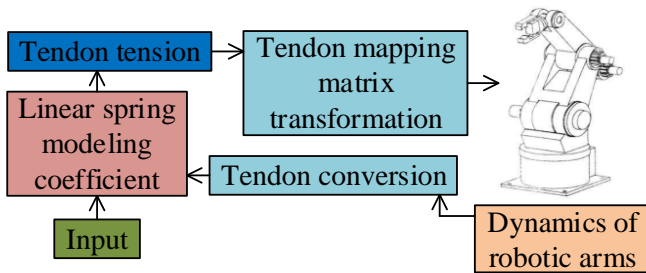 Tendon tension
Tendon mapping
matrix
transformation
Linear spring
modeling
coefficient
Tendon conversion
Input
Dynamics of
robotic arms